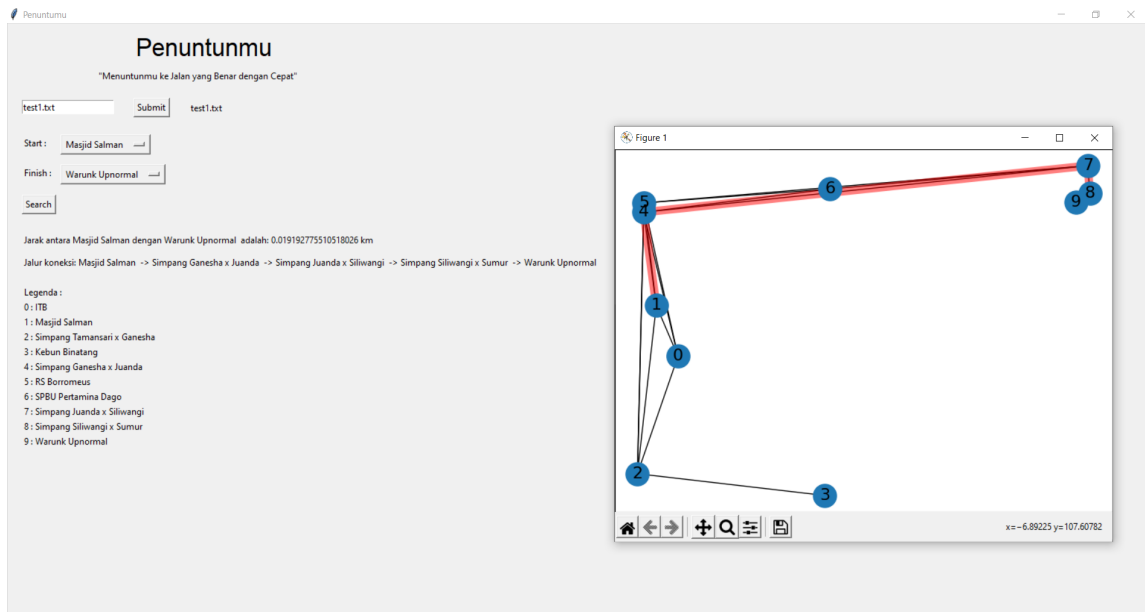 Penuntumu
Penuntunmu
"Menuntunmu ke Jalan yang Benar dengan Cepat"
test1.txt Submit test1.txt
Start : Masjid Salman
Finish : Warunk Upnormal
Search
Jarak antara Masjid Salman dengan Warunk Upnormal adalah: 0.019192775510518026 km
Jalur koneksi: Masjid Salman -> Simpang Ganesha x Juanda -> Simpang Juanda x Siliwangi -> Simpang Siliwangi x Sumur -> Warunk Upnormal
Legenda :
0 : ITB
1 : Masjid Salman
2 : Simpang Tamansari x Ganesha
3 : Kebun Binatang
4 : Simpang Ganesha x Juanda
5 : RS Borromeus
6 : SPBU Pertamina Dago
7 : Simpang Juanda x Siliwangi
8 : Simpang Siliwangi x Sumur
9 : Warunk Upnormal
Figure 1
7
6
8
5
9
4
1
0
2
3
x=−6.89225 y=107.60782